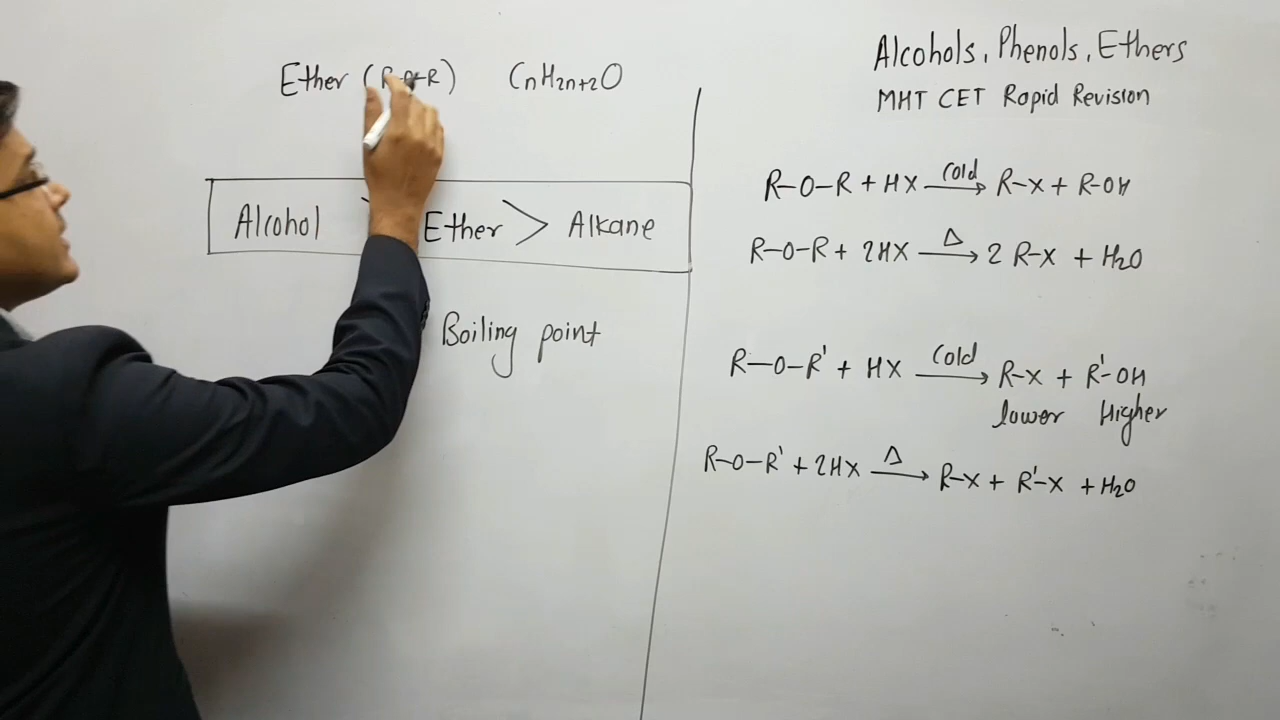 Ether (R-O-R) CnH2n+2O
Alcohol > Ether > Alkane
Boiling point
Alcohols, Phenols, Ethers
MHT CET Rapid Revision
R-O-R + HX cold → R-X + R-OH
R-O-R + 2HX Δ → 2 R-X + H2O
R-O-R' + HX Cold → R-X + R'-OH
lower Higher
R-O-R' + 2HX Δ → R-X + R'-X + H2O